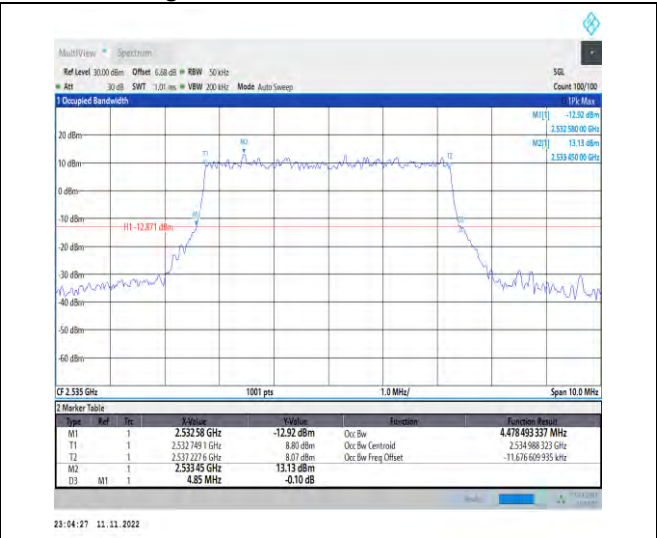 MultiView Spectrum
Ref Level 30.00 dBm Offset 6.68 dB RBW 50 kHz SGL
Att 30 dB SWT 1.01 ms VBW 200 kHz Mode Auto Sweep Count 100/100
1 Occupied Bandwidth 1Pk Max
M1[1] -12.92 dBm
2.532 580 00 GHz
M2[1] 13.13 dBm
2.533 450 00 GHz
20 dBm
M2
T1 T2
10 dBm
0 dBm
-10 dBm
H1 -12.871 dBm
-20 dBm
-30 dBm
-40 dBm
-50 dBm
-60 dBm
CF 2.535 GHz 1001 pts 1.0 MHz/ Span 10.0 MHz
2 Marker Table
Type Ref Trc X-Value Y-Value Function Function Result
M1 1 2.53258 GHz -12.92 dBm Occ Bw 4.478 493 337 MHz
T1 1 2.532 749 1 GHz 8.80 dBm Occ Bw Centroid 2.534 988 323 GHz
T2 1 2.537 227 6 GHz 8.07 dBm Occ Bw Freq Offset -11.676 609 935 kHz
M2 1 2.53345 GHz 13.13 dBm
D3 M1 1 4.85 MHz -0.10 dB
23:04:27 11.11.2022